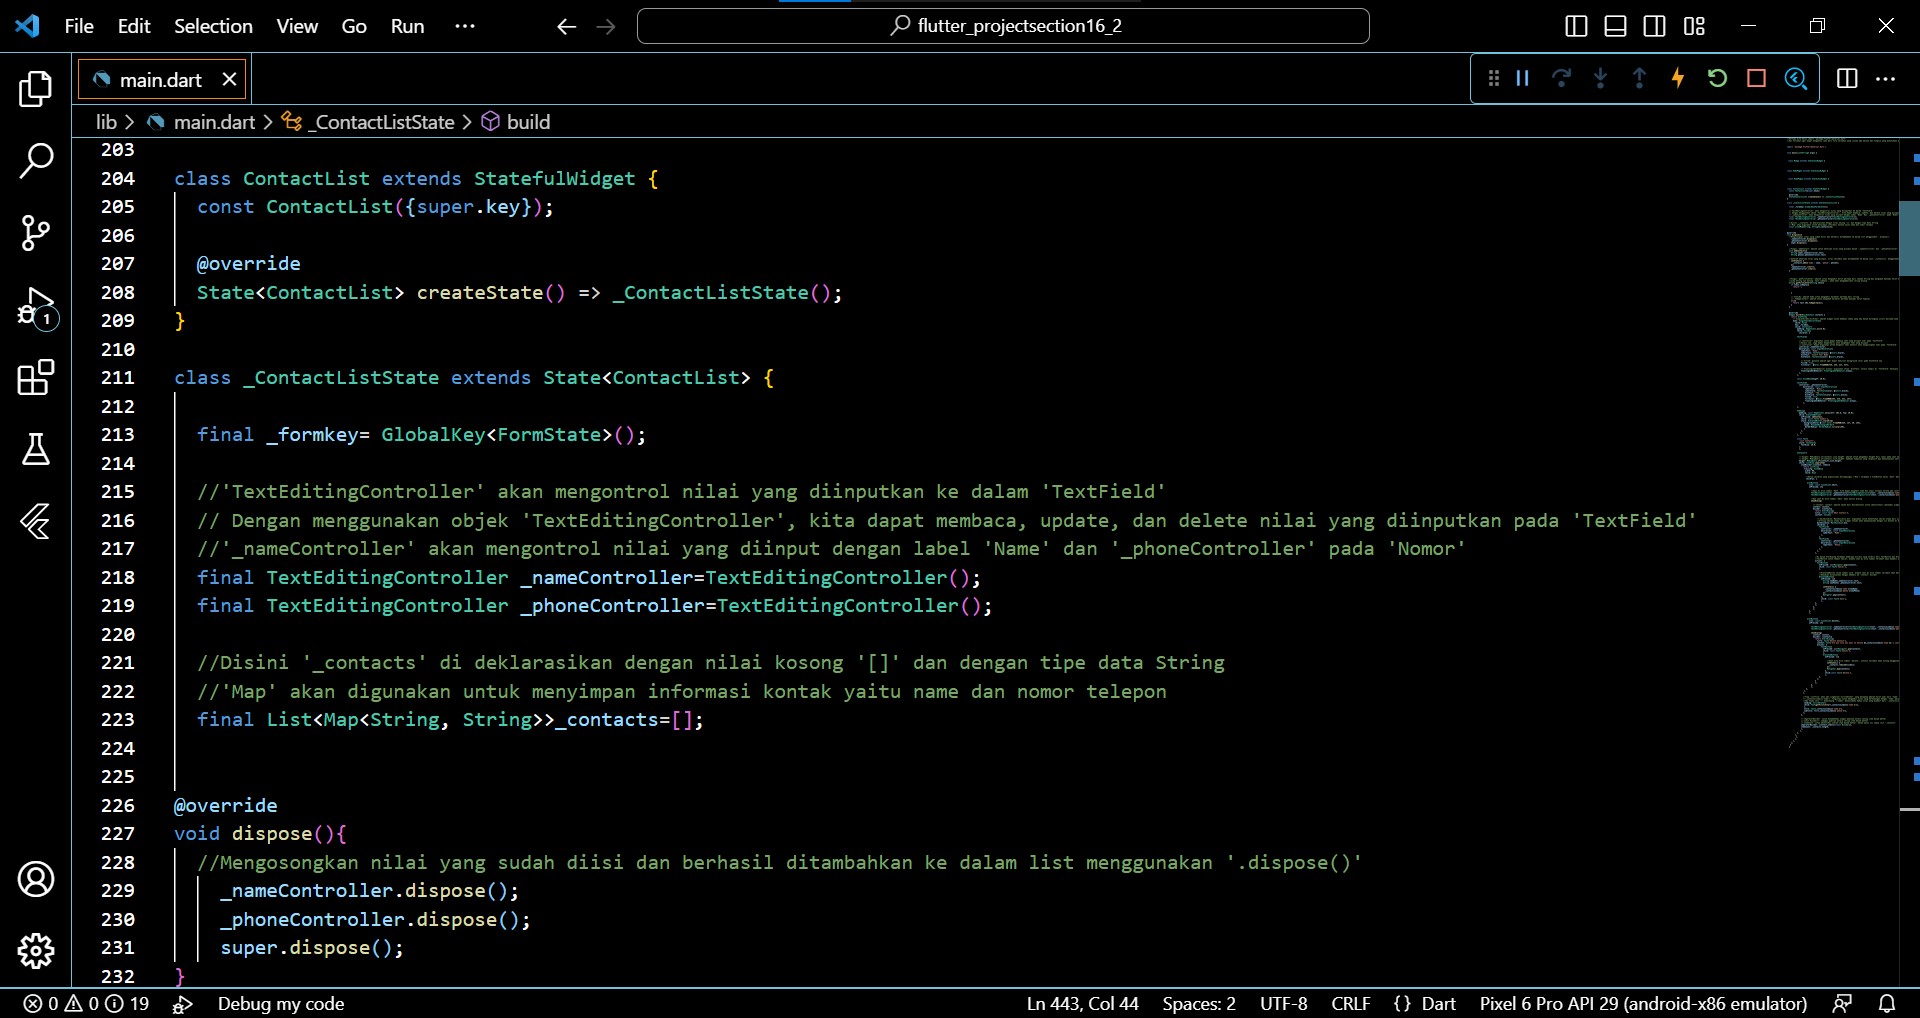 File Edit Selection View Go Run ··· flutter_projectsection16_2
main.dart
lib > main.dart > _ContactListState > build
203
204 class ContactList extends StatefulWidget {
205 const ContactList({super.key});
206
207 @override
208 State<ContactList> createState() => _ContactListState();
209 }
210
211 class _ContactListState extends State<ContactList> {
212
213 final _formkey= GlobalKey<FormState>();
214
215 //'TextEditingController' akan mengontrol nilai yang diinputkan ke dalam 'TextField'
216 // Dengan menggunakan objek 'TextEditingController', kita dapat membaca, update, dan delete nilai yang diinputkan pada 'TextField'
217 //'_nameController' akan mengontrol nilai yang diinput dengan label 'Name' dan '_phoneController' pada 'Nomor'
218 final TextEditingController _nameController=TextEditingController();
219 final TextEditingController _phoneController=TextEditingController();
220
221 //Disini '_contacts' di deklarasikan dengan nilai kosong '[]' dan dengan tipe data String
222 //'Map' akan digunakan untuk menyimpan informasi kontak yaitu name dan nomor telepon
223 final List<Map<String, String>>_contacts=[];
224
225
226 @override
227 void dispose(){
228 //Mengosongkan nilai yang sudah diisi dan berhasil ditambahkan ke dalam list menggunakan '.dispose()'
229 _nameController.dispose();
230 _phoneController.dispose();
231 super.dispose();
232 }
1
0 0 19 Debug my code Ln 443, Col 44 Spaces: 2 UTF-8 CRLF {} Dart Pixel 6 Pro API 29 (android-x86 emulator)